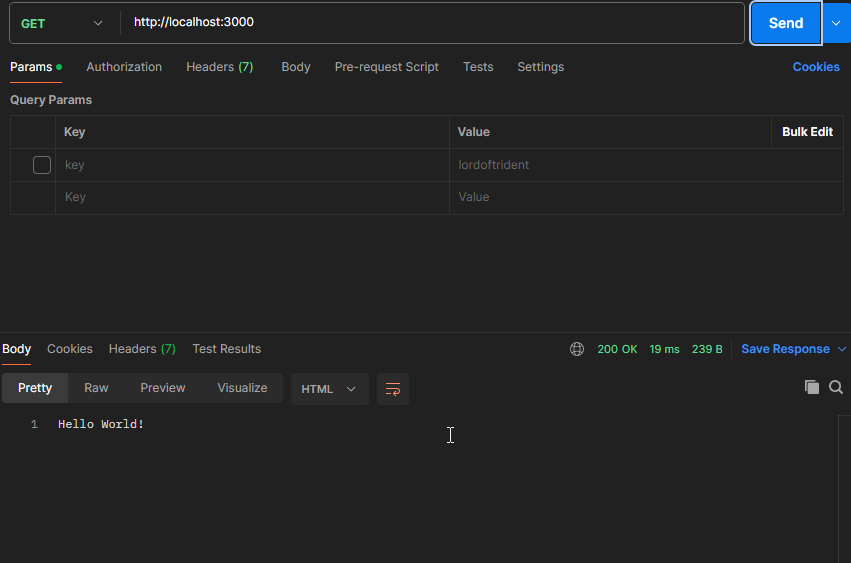 GET http://localhost:3000 Send
Params Authorization Headers (7) Body Pre-request Script Tests Settings Cookies
Query Params
Key Value Bulk Edit
key lordoftrident
Key Value
Body Cookies Headers (7) Test Results 200 OK 19 ms 239 B Save Response
Pretty Raw Preview Visualize HTML
1 Hello World!